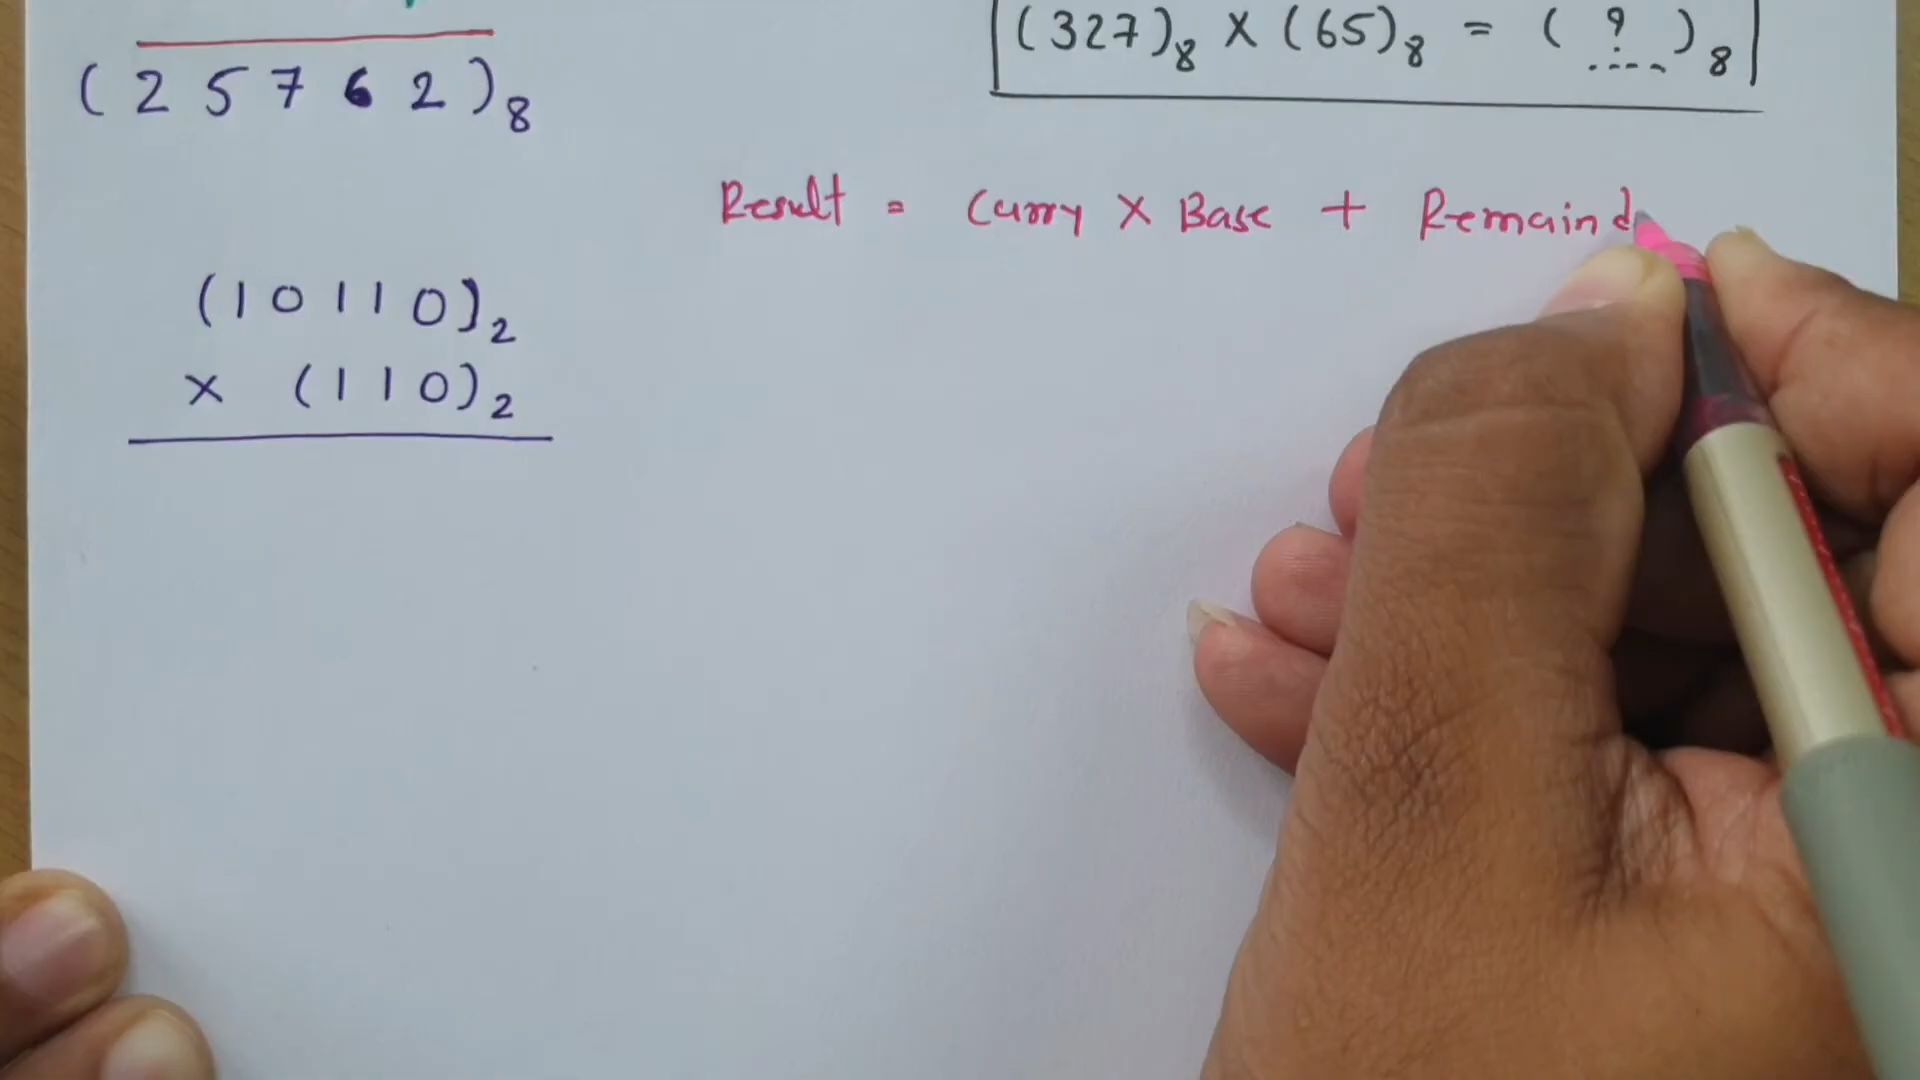 (327)8 X (65)8 = ( ? )8
(25762)8
Result = Carry X Base + Remaind
(10110)2
X (110)2